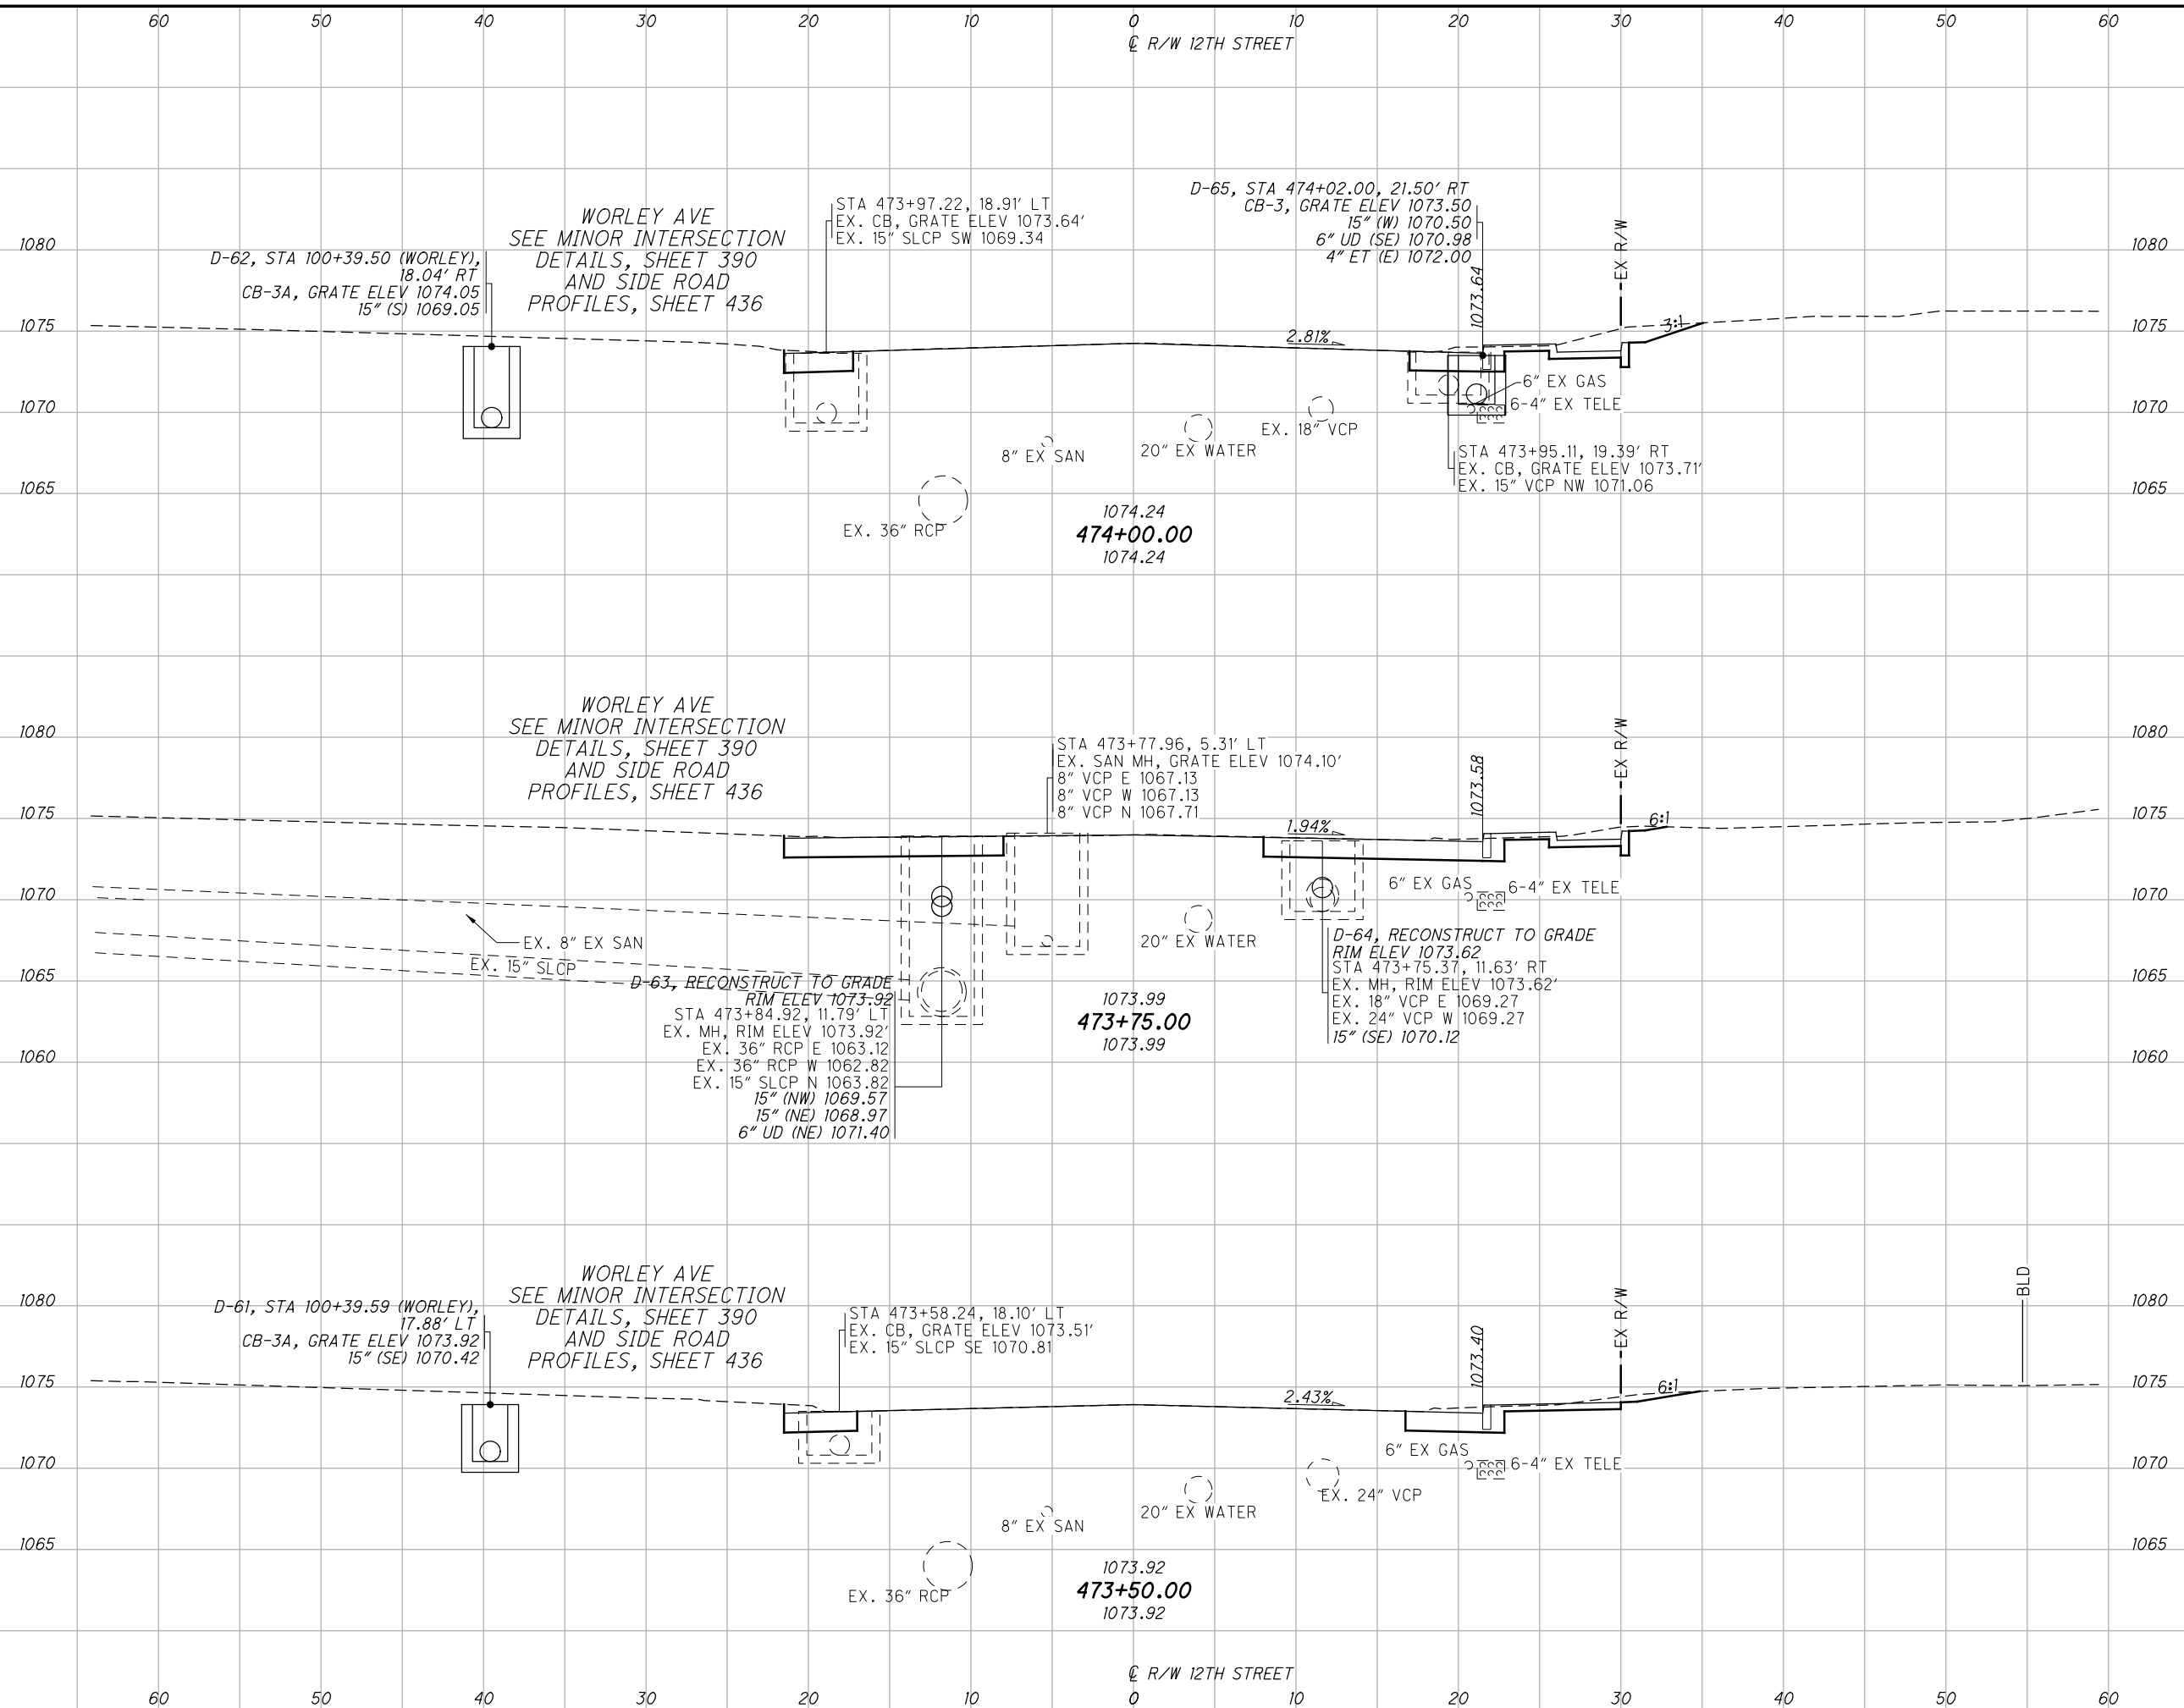 60 50 40 30 20 10 0 10 20 30 40 50 60
℄ R/W 12TH STREET
WORLEY AVE
SEE MINOR INTERSECTION
DETAILS, SHEET 390
AND SIDE ROAD
PROFILES, SHEET 436
D-62, STA 100+39.50 (WORLEY),
18.04' RT
CB-3A, GRATE ELEV 1074.05
15" (S) 1069.05
STA 473+97.22, 18.91' LT
EX. CB, GRATE ELEV 1073.64'
EX. 15" SLCP SW 1069.34
D-65, STA 474+02.00, 21.50' RT
CB-3, GRATE ELEV 1073.50
15" (W) 1070.50
6" UD (SE) 1070.98
4" ET (E) 1072.00
1073.64
EX R/W
1080 1080
1075 1075
2.81%
3:1
6" EX GAS
1070 1070
6-4" EX TELE
EX. 18" VCP
20" EX WATER
8" EX SAN
STA 473+95.11, 19.39' RT
EX. CB, GRATE ELEV 1073.71'
EX. 15" VCP NW 1071.06
1065 1065
EX. 36" RCP
1074.24
474+00.00
1074.24
WORLEY AVE
SEE MINOR INTERSECTION
DETAILS, SHEET 390
AND SIDE ROAD
PROFILES, SHEET 436
STA 473+77.96, 5.31' LT
EX. SAN MH, GRATE ELEV 1074.10'
8" VCP E 1067.13
8" VCP W 1067.13
8" VCP N 1067.71
1073.58
EX R/W
1080 1080
1075 1075
1.94%
6:1
1070 1070
6" EX GAS
6-4" EX TELE
EX. 8" EX SAN
EX. 15" SLCP
20" EX WATER
1065 1065
D-63, RECONSTRUCT TO GRADE
RIM ELEV 1073.92
STA 473+84.92, 11.79' LT
EX. MH, RIM ELEV 1073.92'
EX. 36" RCP E 1063.12
EX. 36" RCP W 1062.82
EX. 15" SLCP N 1063.82
15" (NW) 1069.57
15" (NE) 1068.97
6" UD (NE) 1071.40
D-64, RECONSTRUCT TO GRADE
RIM ELEV 1073.62
STA 473+75.37, 11.63' RT
EX. MH, RIM ELEV 1073.62'
EX. 18" VCP E 1069.27
EX. 24" VCP W 1069.27
15" (SE) 1070.12
1060 1060
1073.99
473+75.00
1073.99
WORLEY AVE
SEE MINOR INTERSECTION
DETAILS, SHEET 390
AND SIDE ROAD
PROFILES, SHEET 436
D-61, STA 100+39.59 (WORLEY),
17.88' LT
CB-3A, GRATE ELEV 1073.92
15" (SE) 1070.42
STA 473+58.24, 18.10' LT
EX. CB, GRATE ELEV 1073.51'
EX. 15" SLCP SE 1070.81
1073.40
EX R/W
BLD
1080 1080
1075 1075
2.43%
6:1
1070 1070
6" EX GAS
6-4" EX TELE
EX. 24" VCP
20" EX WATER
8" EX SAN
1065 1065
EX. 36" RCP
1073.92
473+50.00
1073.92
℄ R/W 12TH STREET
60 50 40 30 20 10 0 10 20 30 40 50 60